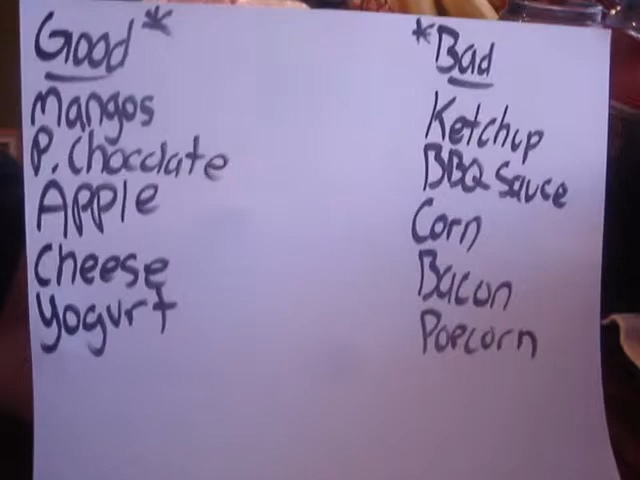 Good*
Mangos
P. Chocolate
Apple
Cheese
Yogurt
*Bad
Ketchup
BBQ Sauce
Corn
Bacon
Popcorn